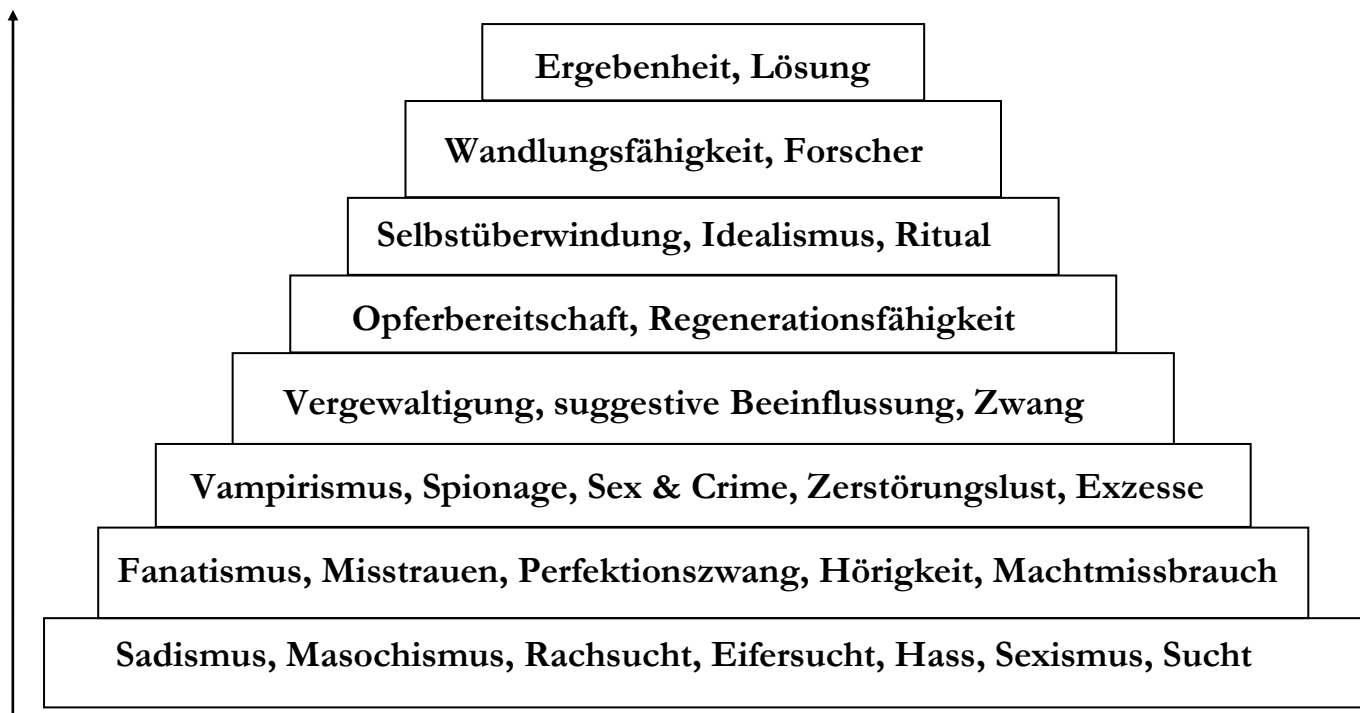 Ergebenheit, Lösung
Wandlungsfähigkeit, Forscher
Selbstüberwindung, Idealismus, Ritual
Opferbereitschaft, Regenerationsfähigkeit
Vergewaltigung, suggestive Beeinflussung, Zwang
Vampirismus, Spionage, Sex & Crime, Zerstörungslust, Exzesse
Fanatismus, Misstrauen, Perfektionszwang, Hörigkeit, Machtmissbrauch
Sadismus, Masochismus, Rachsucht, Eifersucht, Hass, Sexismus, Sucht